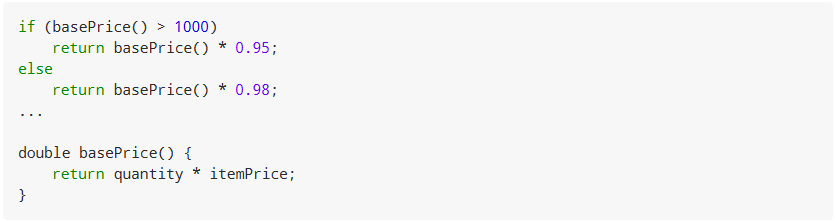 if (basePrice() > 1000)
    return basePrice() * 0.95;
else
    return basePrice() * 0.98;
...

double basePrice() {
    return quantity * itemPrice;
}